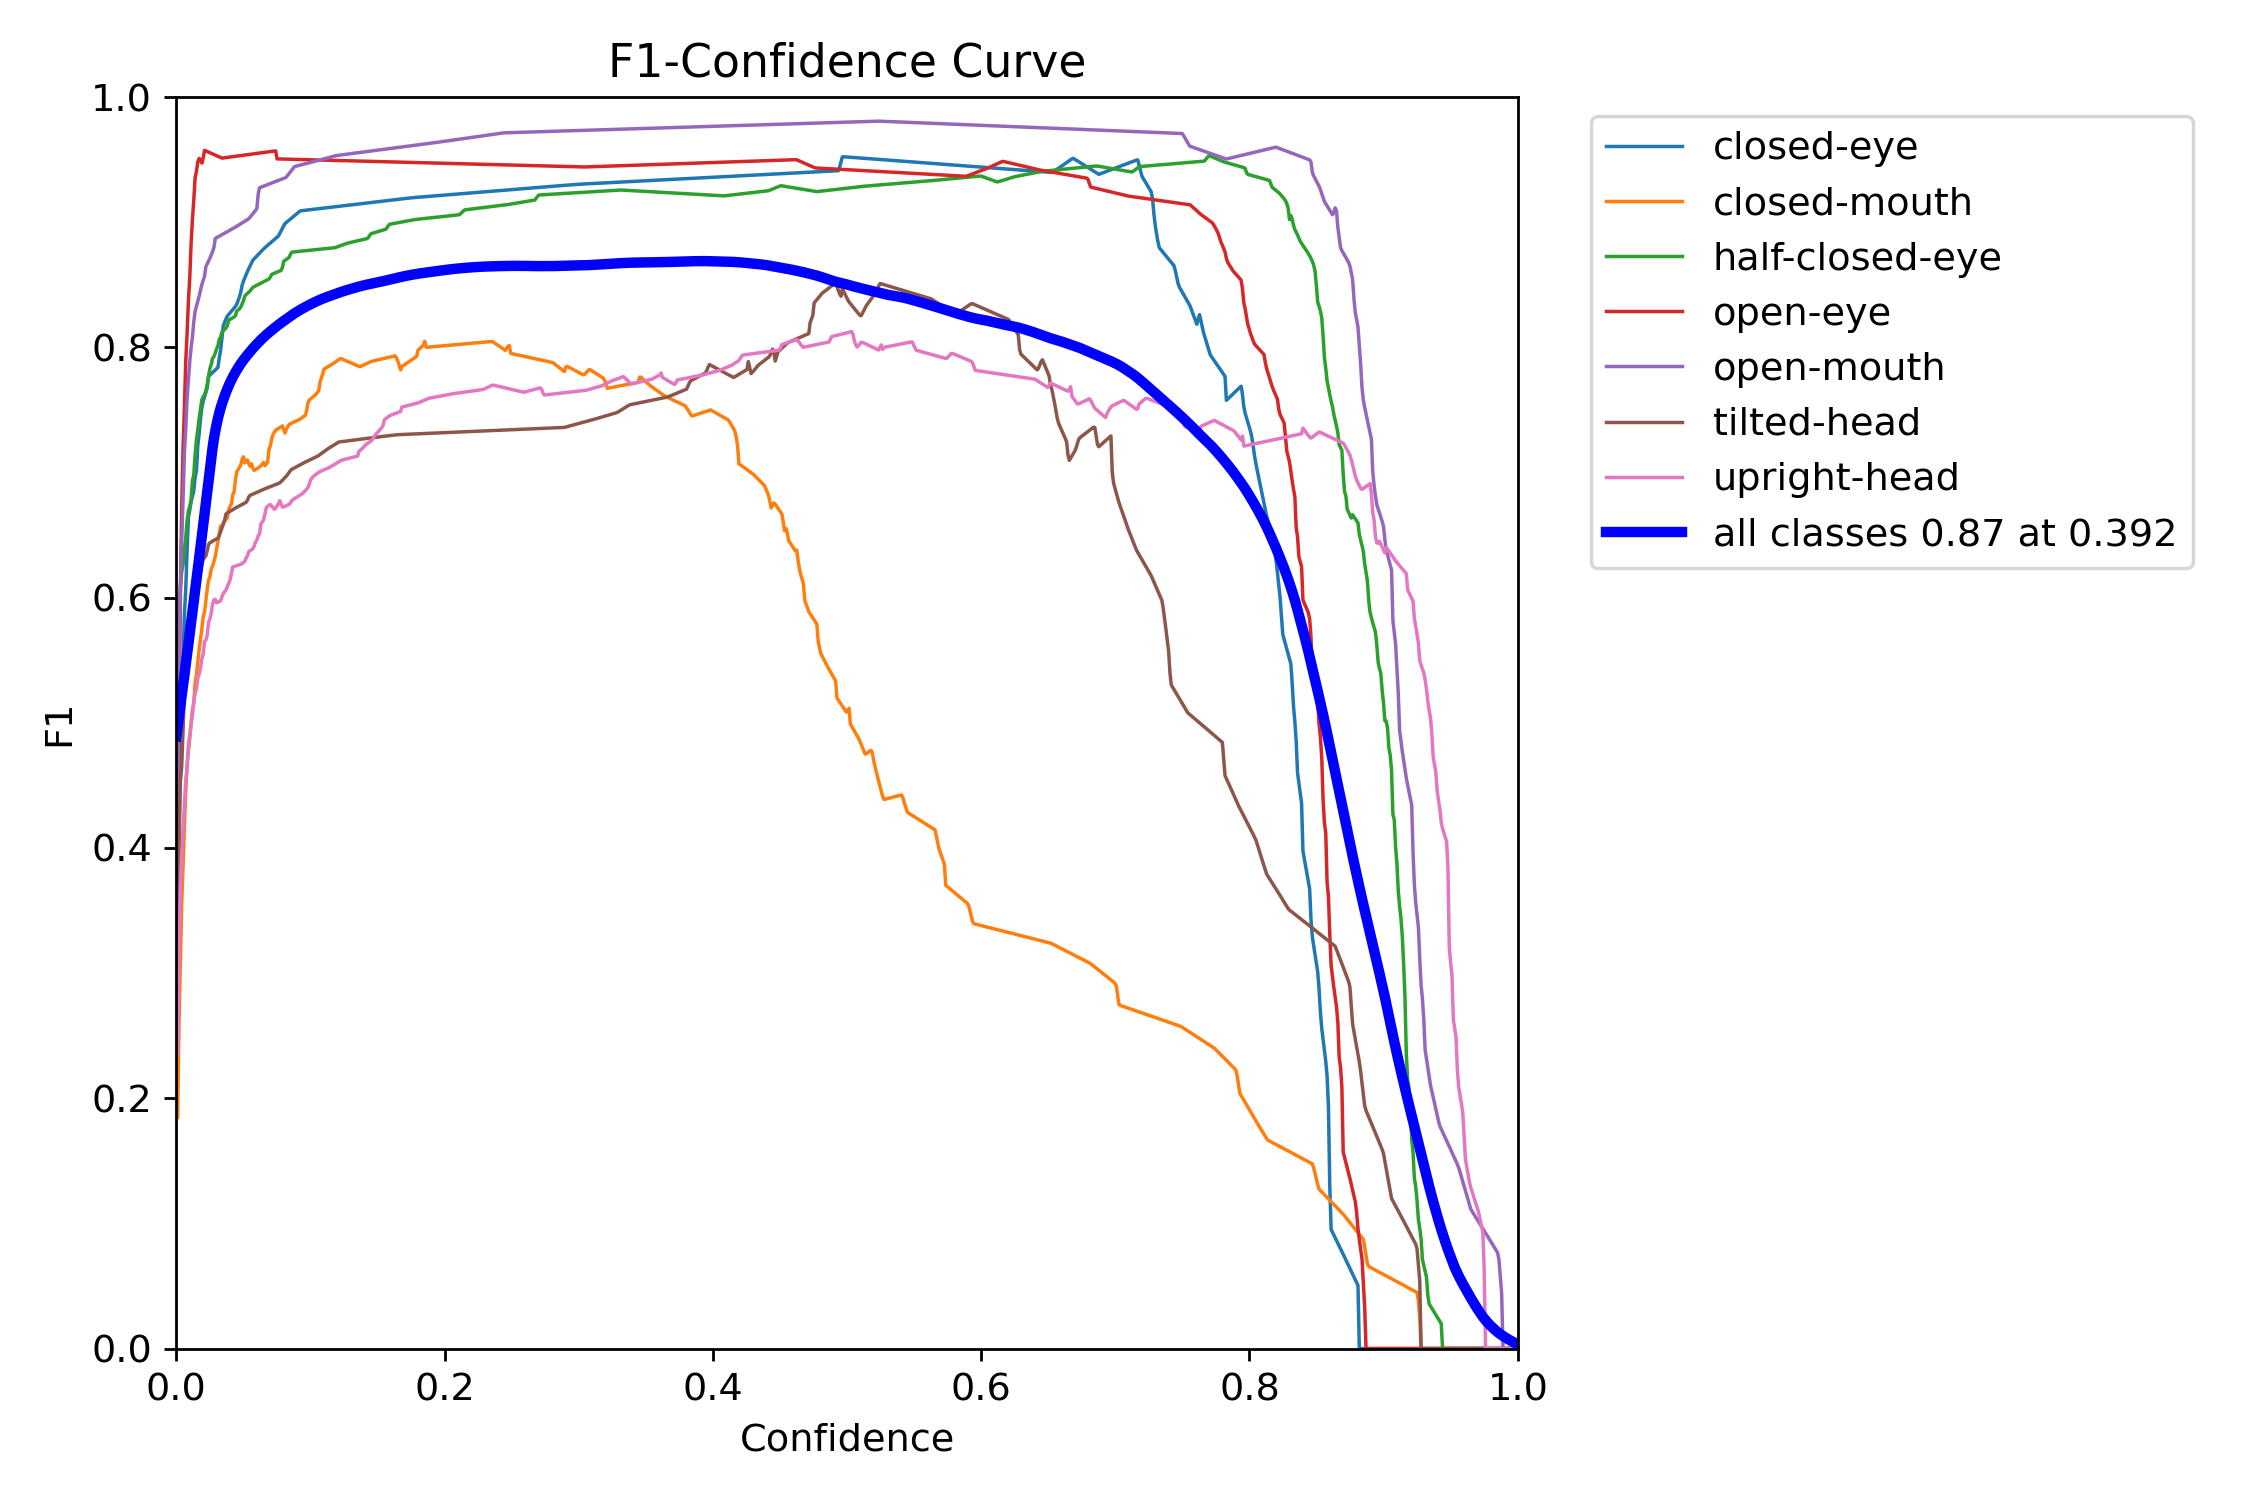 F1-Confidence Curve
1.0
0.8
0.6
0.4
0.2
0.0
F1
0.0 0.2 0.4 0.6 0.8 1.0
Confidence
closed-eye
closed-mouth
half-closed-eye
open-eye
open-mouth
tilted-head
upright-head
all classes 0.87 at 0.392